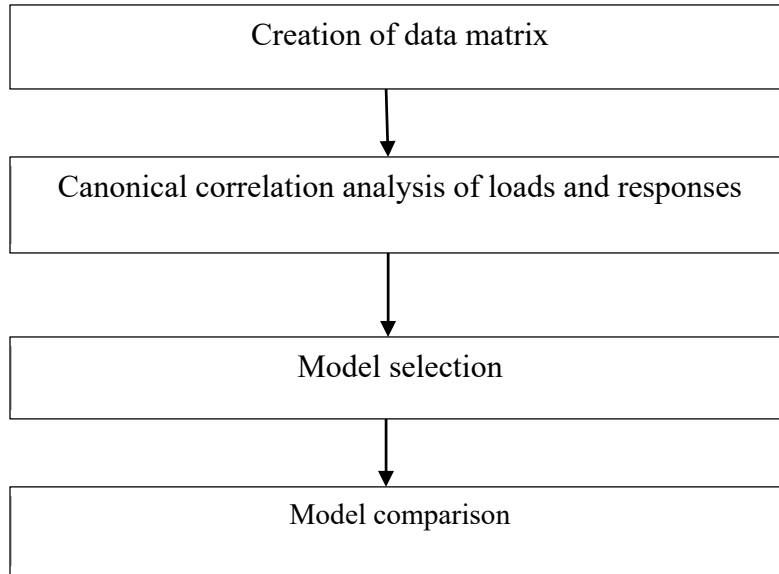 Creation of data matrix
Canonical correlation analysis of loads and responses
Model selection
Model comparison